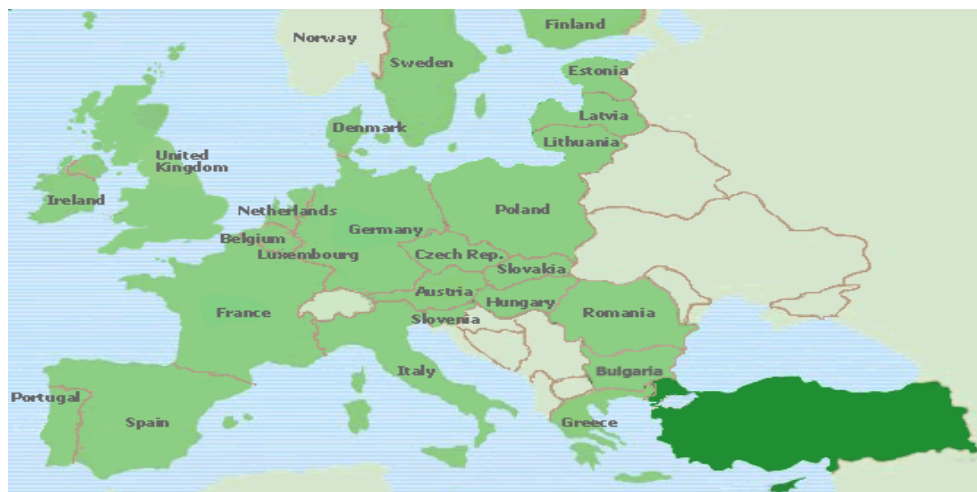 Finland
Norway
Sweden
Estonia
Latvia
Denmark
Lithuania
United
Kingdom
Ireland
Netherlands
Poland
Germany
Belgium
Luxembourg
Czech Rep.
Slovakia
Austria
Hungary
France
Slovenia
Romania
Italy
Bulgaria
Portugal
Spain
Greece